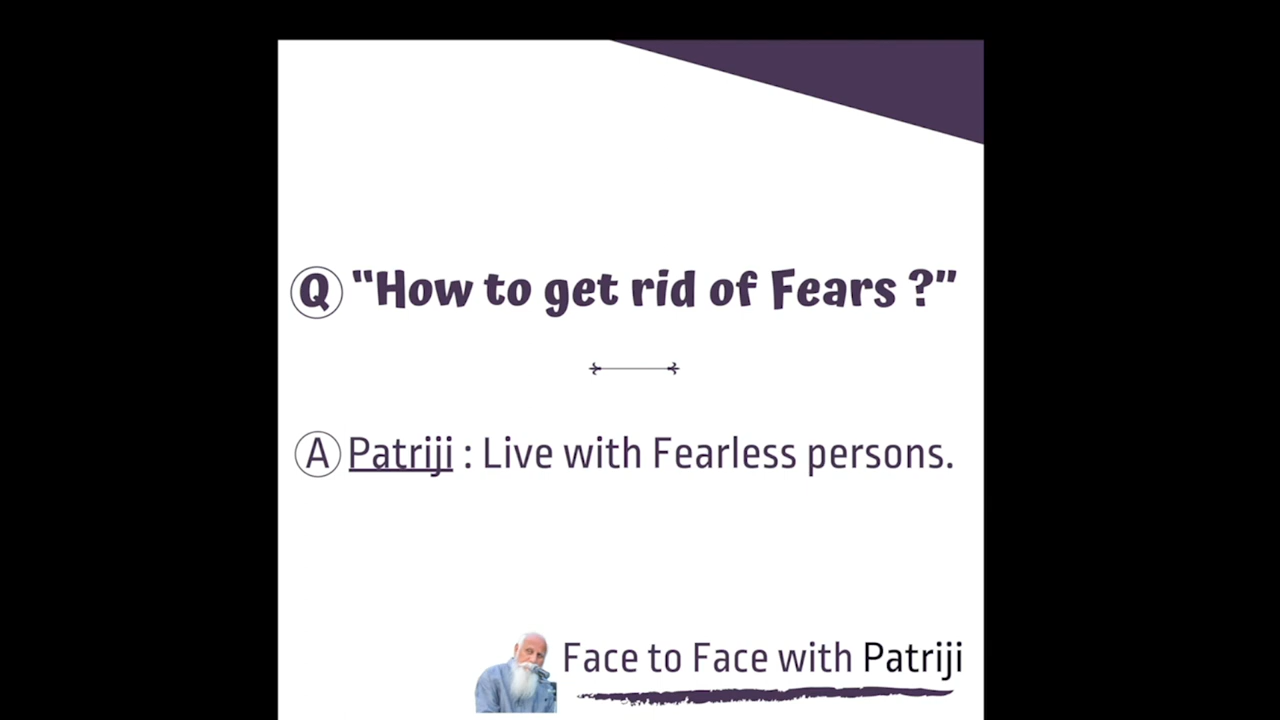 Q "How to get rid of Fears ?"
A Patriji : Live with Fearless persons.
Face to Face with Patriji